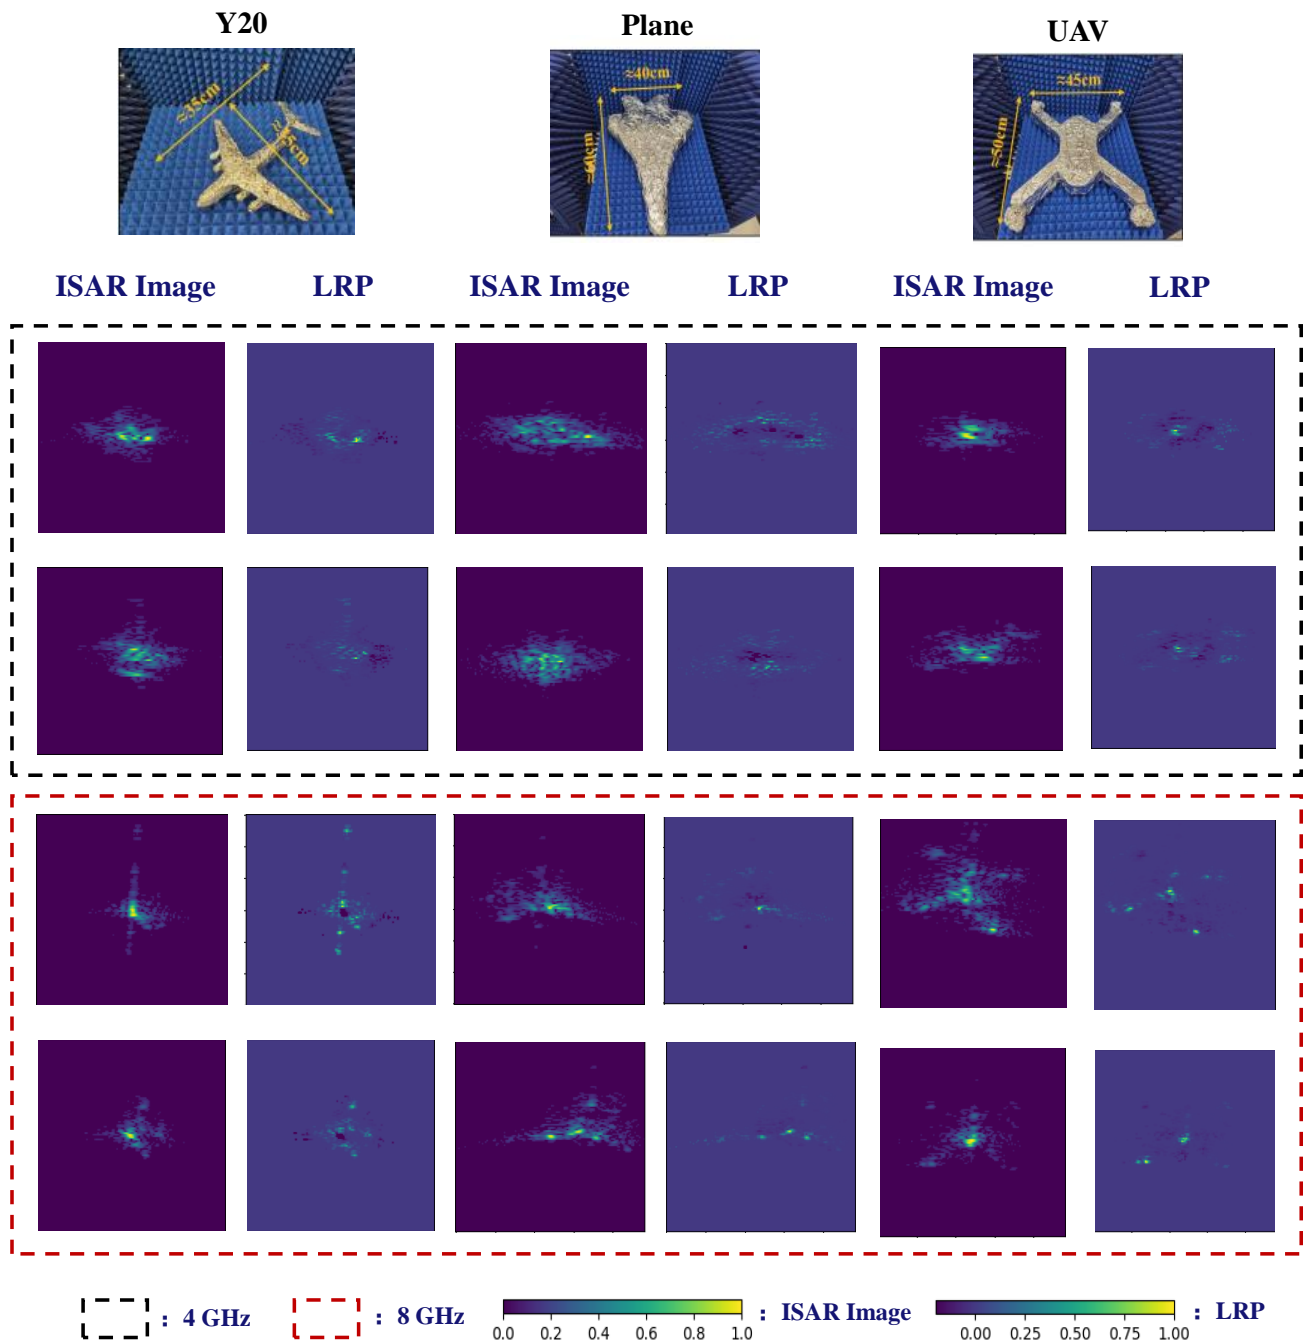 Y20 Plane UAV
≈35cm
≈40cm
≈60cm
≈45cm
≈50cm
ISAR Image LRP ISAR Image LRP ISAR Image LRP
: 4 GHz : 8 GHz : ISAR Image : LRP
0.0 0.2 0.4 0.6 0.8 1.0 0.00 0.25 0.50 0.75 1.00